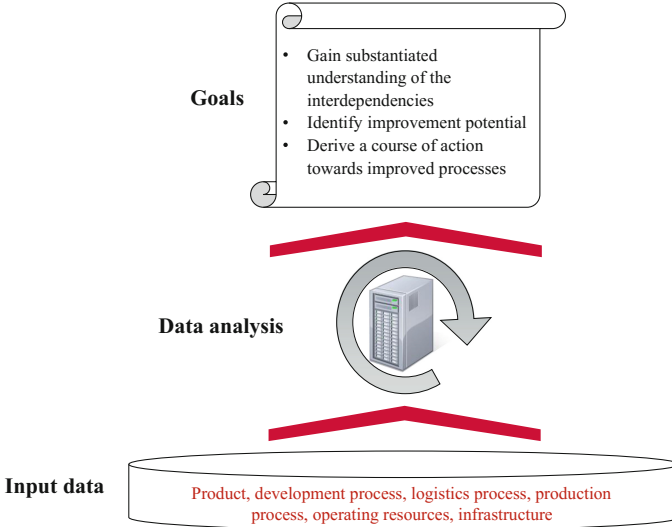 Goals
• Gain substantiated
understanding of the
interdependencies
• Identify improvement potential
• Derive a course of action
towards improved processes
Data analysis
Input data
Product, development process, logistics process, production
process, operating resources, infrastructure